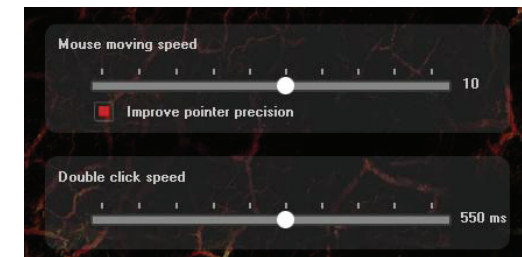 Mouse moving speed
10
Improve pointer precision
Double click speed
550 ms